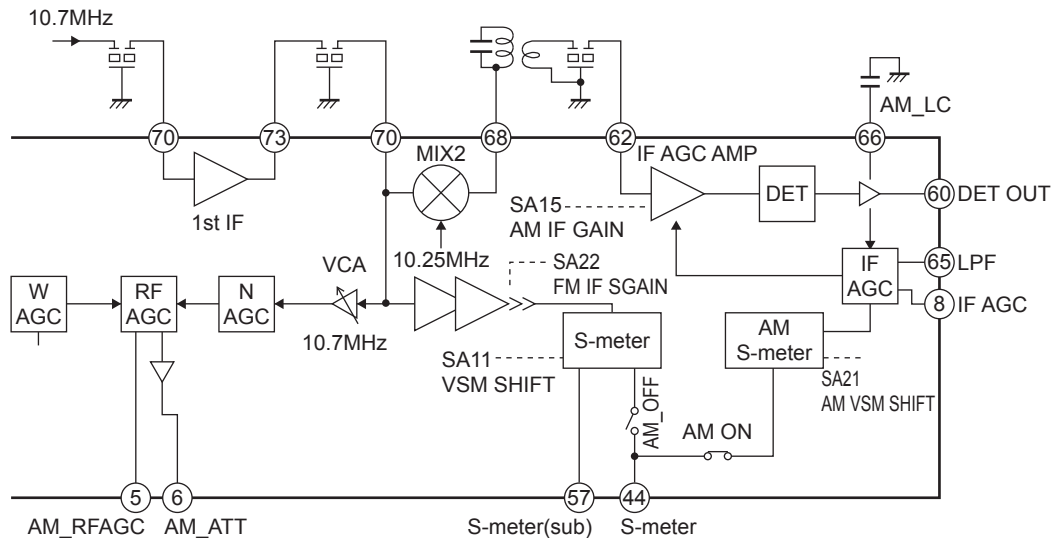 10.7MHz
AM_LC
70
73
70
68
62
66
MIX2
IF AGC AMP
1st IF
DET
60
DET OUT
SA15
AM IF GAIN
10.25MHz
SA22
FM IF SGAIN
VCA
IF
AGC
65
LPF
8
IF AGC
W
AGC
RF
AGC
N
AGC
10.7MHz
S-meter
AM
S-meter
SA11
VSM SHIFT
SA21
AM VSM SHIFT
AM_OFF
AM ON
5
6
57
44
AM_RFAGC
AM_ATT
S-meter(sub)
S-meter